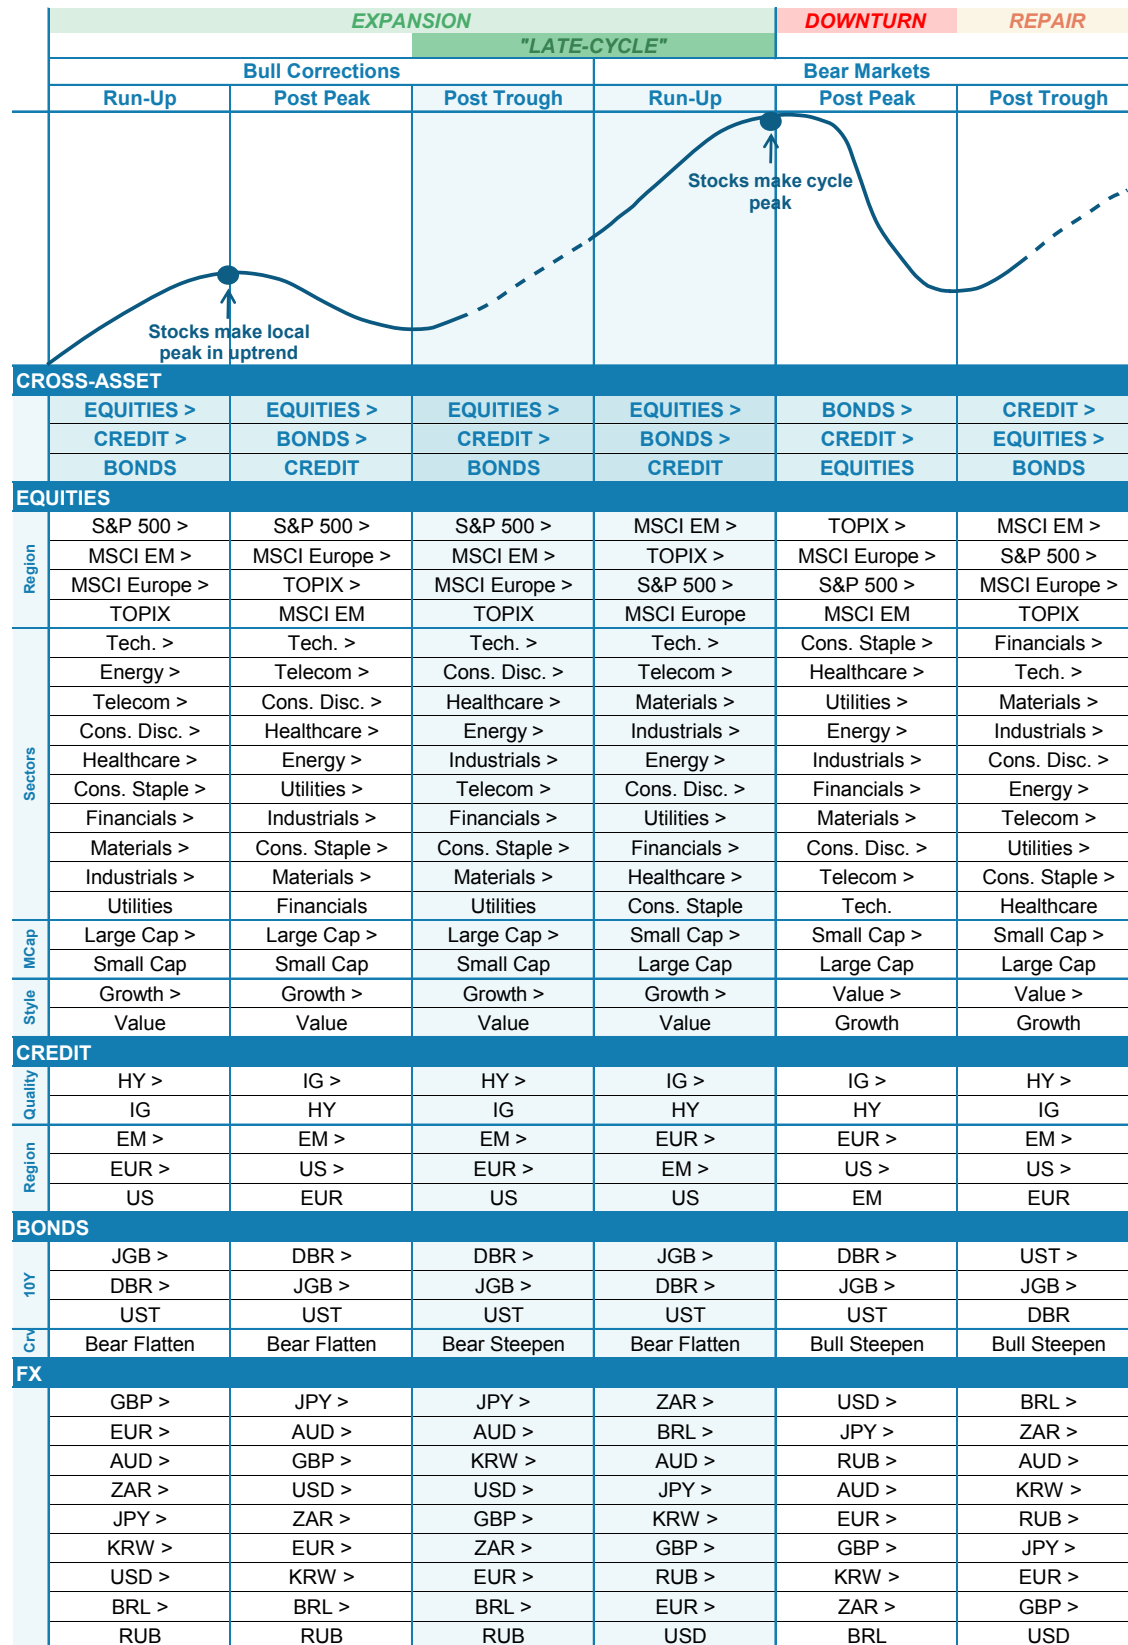 EXPANSION DOWNTURN REPAIR
"LATE-CYCLE"
Bull Corrections Bear Markets
Run-Up Post Peak Post Trough Run-Up Post Peak Post Trough
Stocks make cycle
peak
Stocks make local
peak in uptrend
CROSS-ASSET
EQUITIES > EQUITIES > EQUITIES > EQUITIES > BONDS > CREDIT >
CREDIT > BONDS > CREDIT > BONDS > CREDIT > EQUITIES >
BONDS CREDIT BONDS CREDIT EQUITIES BONDS
EQUITIES
Region
S&P 500 > S&P 500 > S&P 500 > MSCI EM > TOPIX > MSCI EM >
MSCI EM > MSCI Europe > MSCI EM > TOPIX > MSCI Europe > S&P 500 >
MSCI Europe > TOPIX > MSCI Europe > S&P 500 > S&P 500 > MSCI Europe >
TOPIX MSCI EM TOPIX MSCI Europe MSCI EM TOPIX
Sectors
Tech. > Tech. > Tech. > Tech. > Cons. Staple > Financials >
Energy > Telecom > Cons. Disc. > Telecom > Healthcare > Tech. >
Telecom > Cons. Disc. > Healthcare > Materials > Utilities > Materials >
Cons. Disc. > Healthcare > Energy > Industrials > Energy > Industrials >
Healthcare > Energy > Industrials > Energy > Industrials > Cons. Disc. >
Cons. Staple > Utilities > Telecom > Cons. Disc. > Financials > Energy >
Financials > Industrials > Financials > Utilities > Materials > Telecom >
Materials > Cons. Staple > Cons. Staple > Financials > Cons. Disc. > Utilities >
Industrials > Materials > Materials > Healthcare > Telecom > Cons. Staple >
Utilities Financials Utilities Cons. Staple Tech. Healthcare
MCap
Large Cap > Large Cap > Large Cap > Small Cap > Small Cap > Small Cap >
Small Cap Small Cap Small Cap Large Cap Large Cap Large Cap
Style
Growth > Growth > Growth > Growth > Value > Value >
Value Value Value Value Growth Growth
CREDIT
Quality
HY > IG > HY > IG > IG > HY >
IG HY IG HY HY IG
Region
EM > EM > EM > EUR > EUR > EM >
EUR > US > EUR > EM > US > US >
US EUR US US EM EUR
BONDS
10Y
JGB > DBR > DBR > JGB > DBR > UST >
DBR > JGB > JGB > DBR > JGB > JGB >
UST UST UST UST UST DBR
Crv
Bear Flatten Bear Flatten Bear Steepen Bear Flatten Bull Steepen Bull Steepen
FX
GBP > JPY > JPY > ZAR > USD > BRL >
EUR > AUD > AUD > BRL > JPY > ZAR >
AUD > GBP > KRW > AUD > RUB > AUD >
ZAR > USD > USD > JPY > AUD > KRW >
JPY > ZAR > GBP > KRW > EUR > RUB >
KRW > EUR > ZAR > GBP > GBP > JPY >
USD > KRW > EUR > RUB > KRW > EUR >
BRL > BRL > BRL > EUR > ZAR > GBP >
RUB RUB RUB USD BRL USD